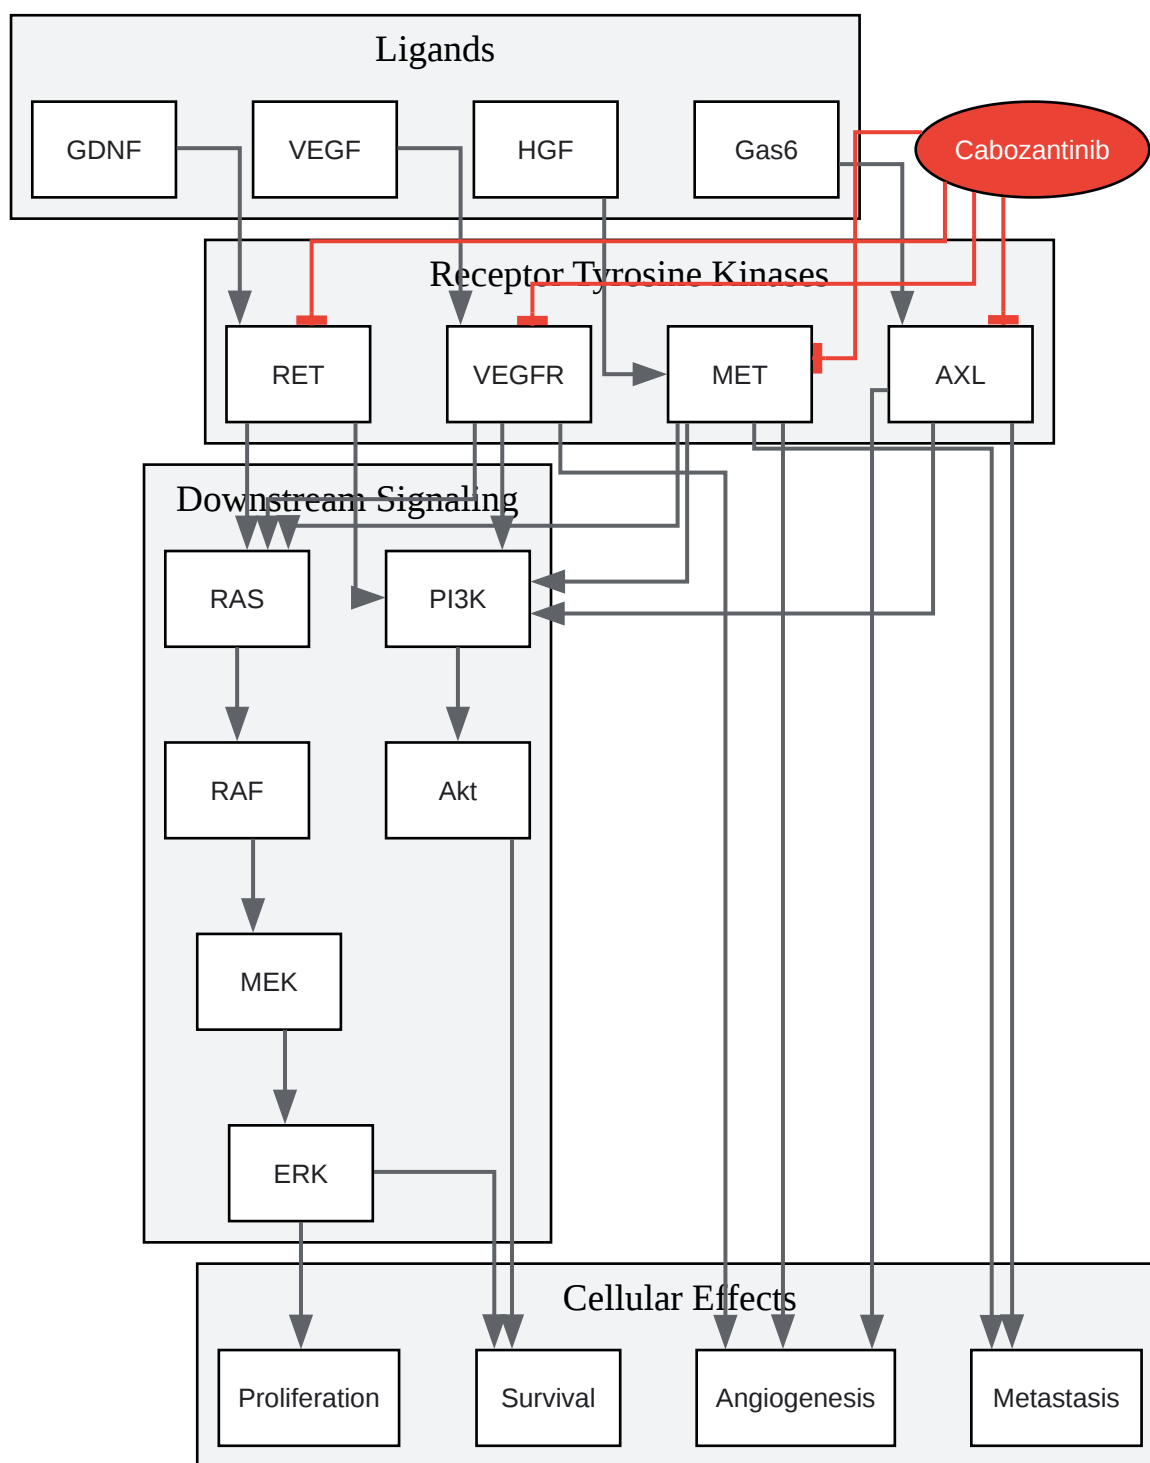 Ligands
GDNF
VEGF
HGF
Gas6
Cabozantinib
Receptor Tyrosine Kinases
RET
VEGFR
MET
AXL
Downstream Signaling
RAS
PI3K
RAF
Akt
MEK
ERK
Cellular Effects
Proliferation
Survival
Angiogenesis
Metastasis